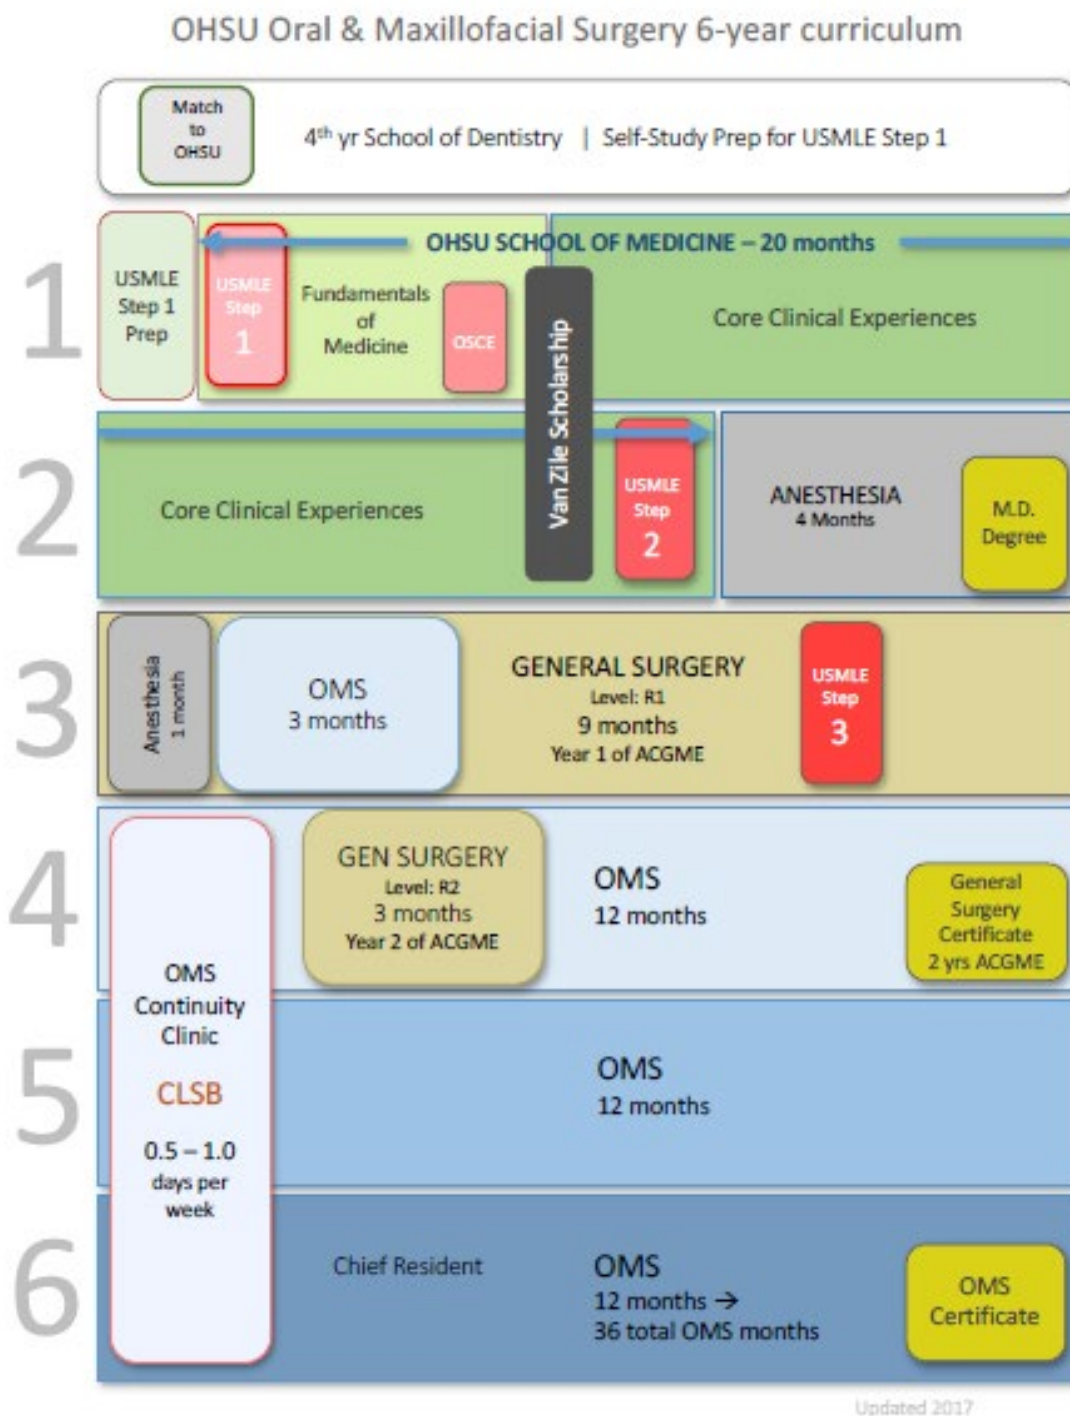 OHSU Oral & Maxillofacial Surgery 6-year curriculum
Match
to
OHSU
4th yr School of Dentistry | Self-Study Prep for USMLE Step 1
1
USMLE
Step 1
Prep
OHSU SCHOOL OF MEDICINE – 20 months
USMLE
Step
1
Fundamentals
of
Medicine
OSCE
Van Zile Scholarship
Core Clinical Experiences
2
Core Clinical Experiences
USMLE
Step
2
ANESTHESIA
4 Months
M.D.
Degree
3
Anesthesia
1 month
OMS
3 months
GENERAL SURGERY
Level: R1
9 months
Year 1 of ACGME
USMLE
Step
3
4
GEN SURGERY
Level: R2
3 months
Year 2 of ACGME
OMS
12 months
General
Surgery
Certificate
2 yrs ACGME
OMS
Continuity
Clinic
CLSB
0.5 – 1.0
days per
week
5
OMS
12 months
6
Chief Resident
OMS
12 months →
36 total OMS months
OMS
Certificate
Updated 2017